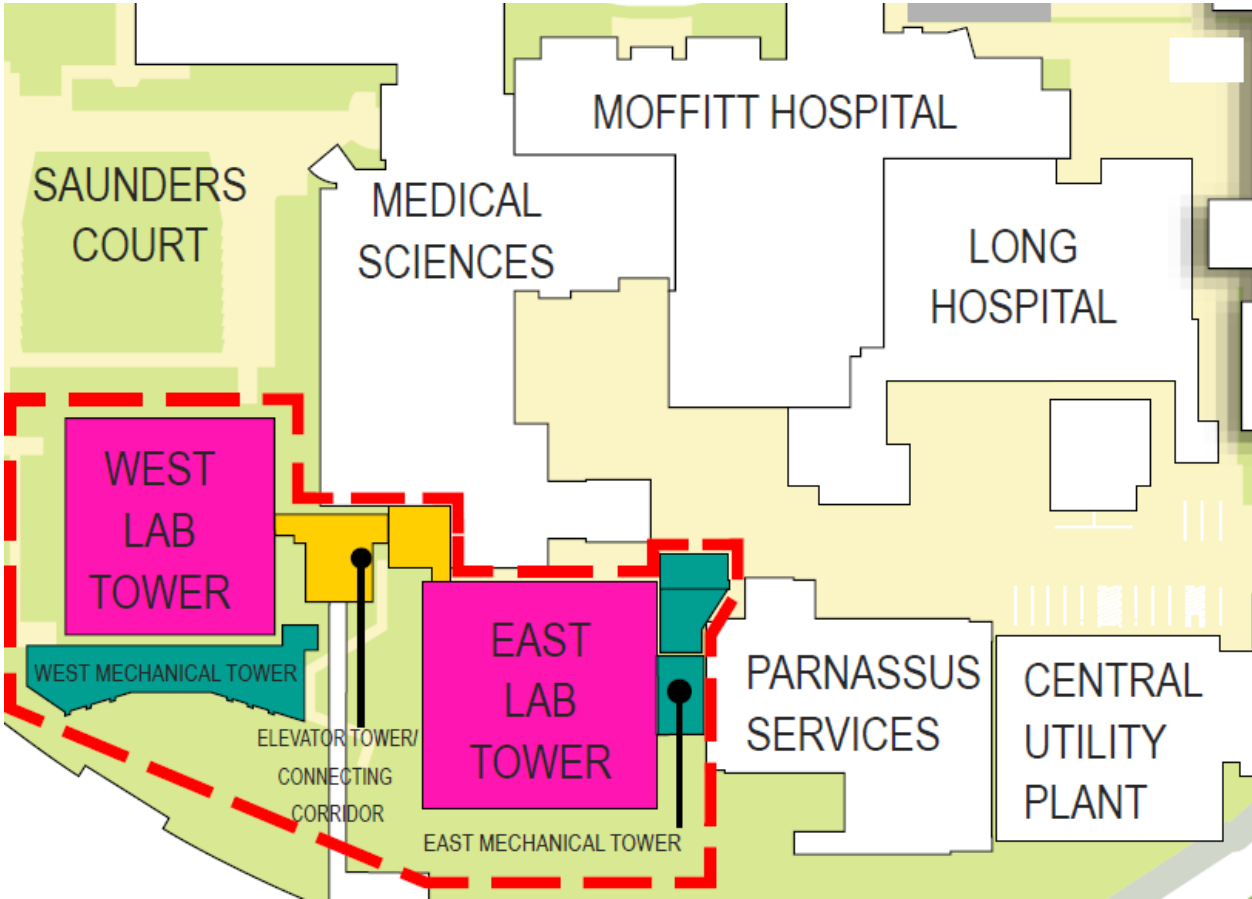 MOFFITT HOSPITAL
SAUNDERS
COURT
MEDICAL
SCIENCES
LONG
HOSPITAL
WEST
LAB
TOWER
WEST MECHANICAL TOWER
EAST
LAB
TOWER
PARNASSUS
SERVICES
CENTRAL
UTILITY
PLANT
ELEVATOR TOWER/
CONNECTING
CORRIDOR
EAST MECHANICAL TOWER